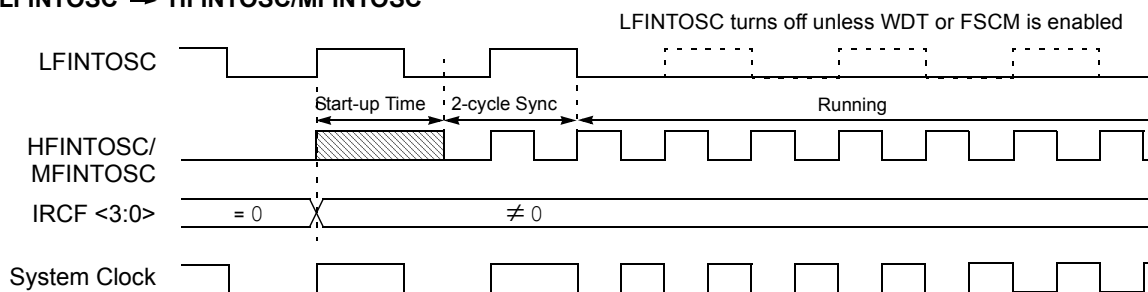 LFINTOSC → HFINTOSC/MFINTOSC
LFINTOSC turns off unless WDT or FSCM is enabled
LFINTOSC
Start-up Time
2-cycle Sync
Running
HFINTOSC/
MFINTOSC
IRCF <3:0>
= 0
≠ 0
System Clock